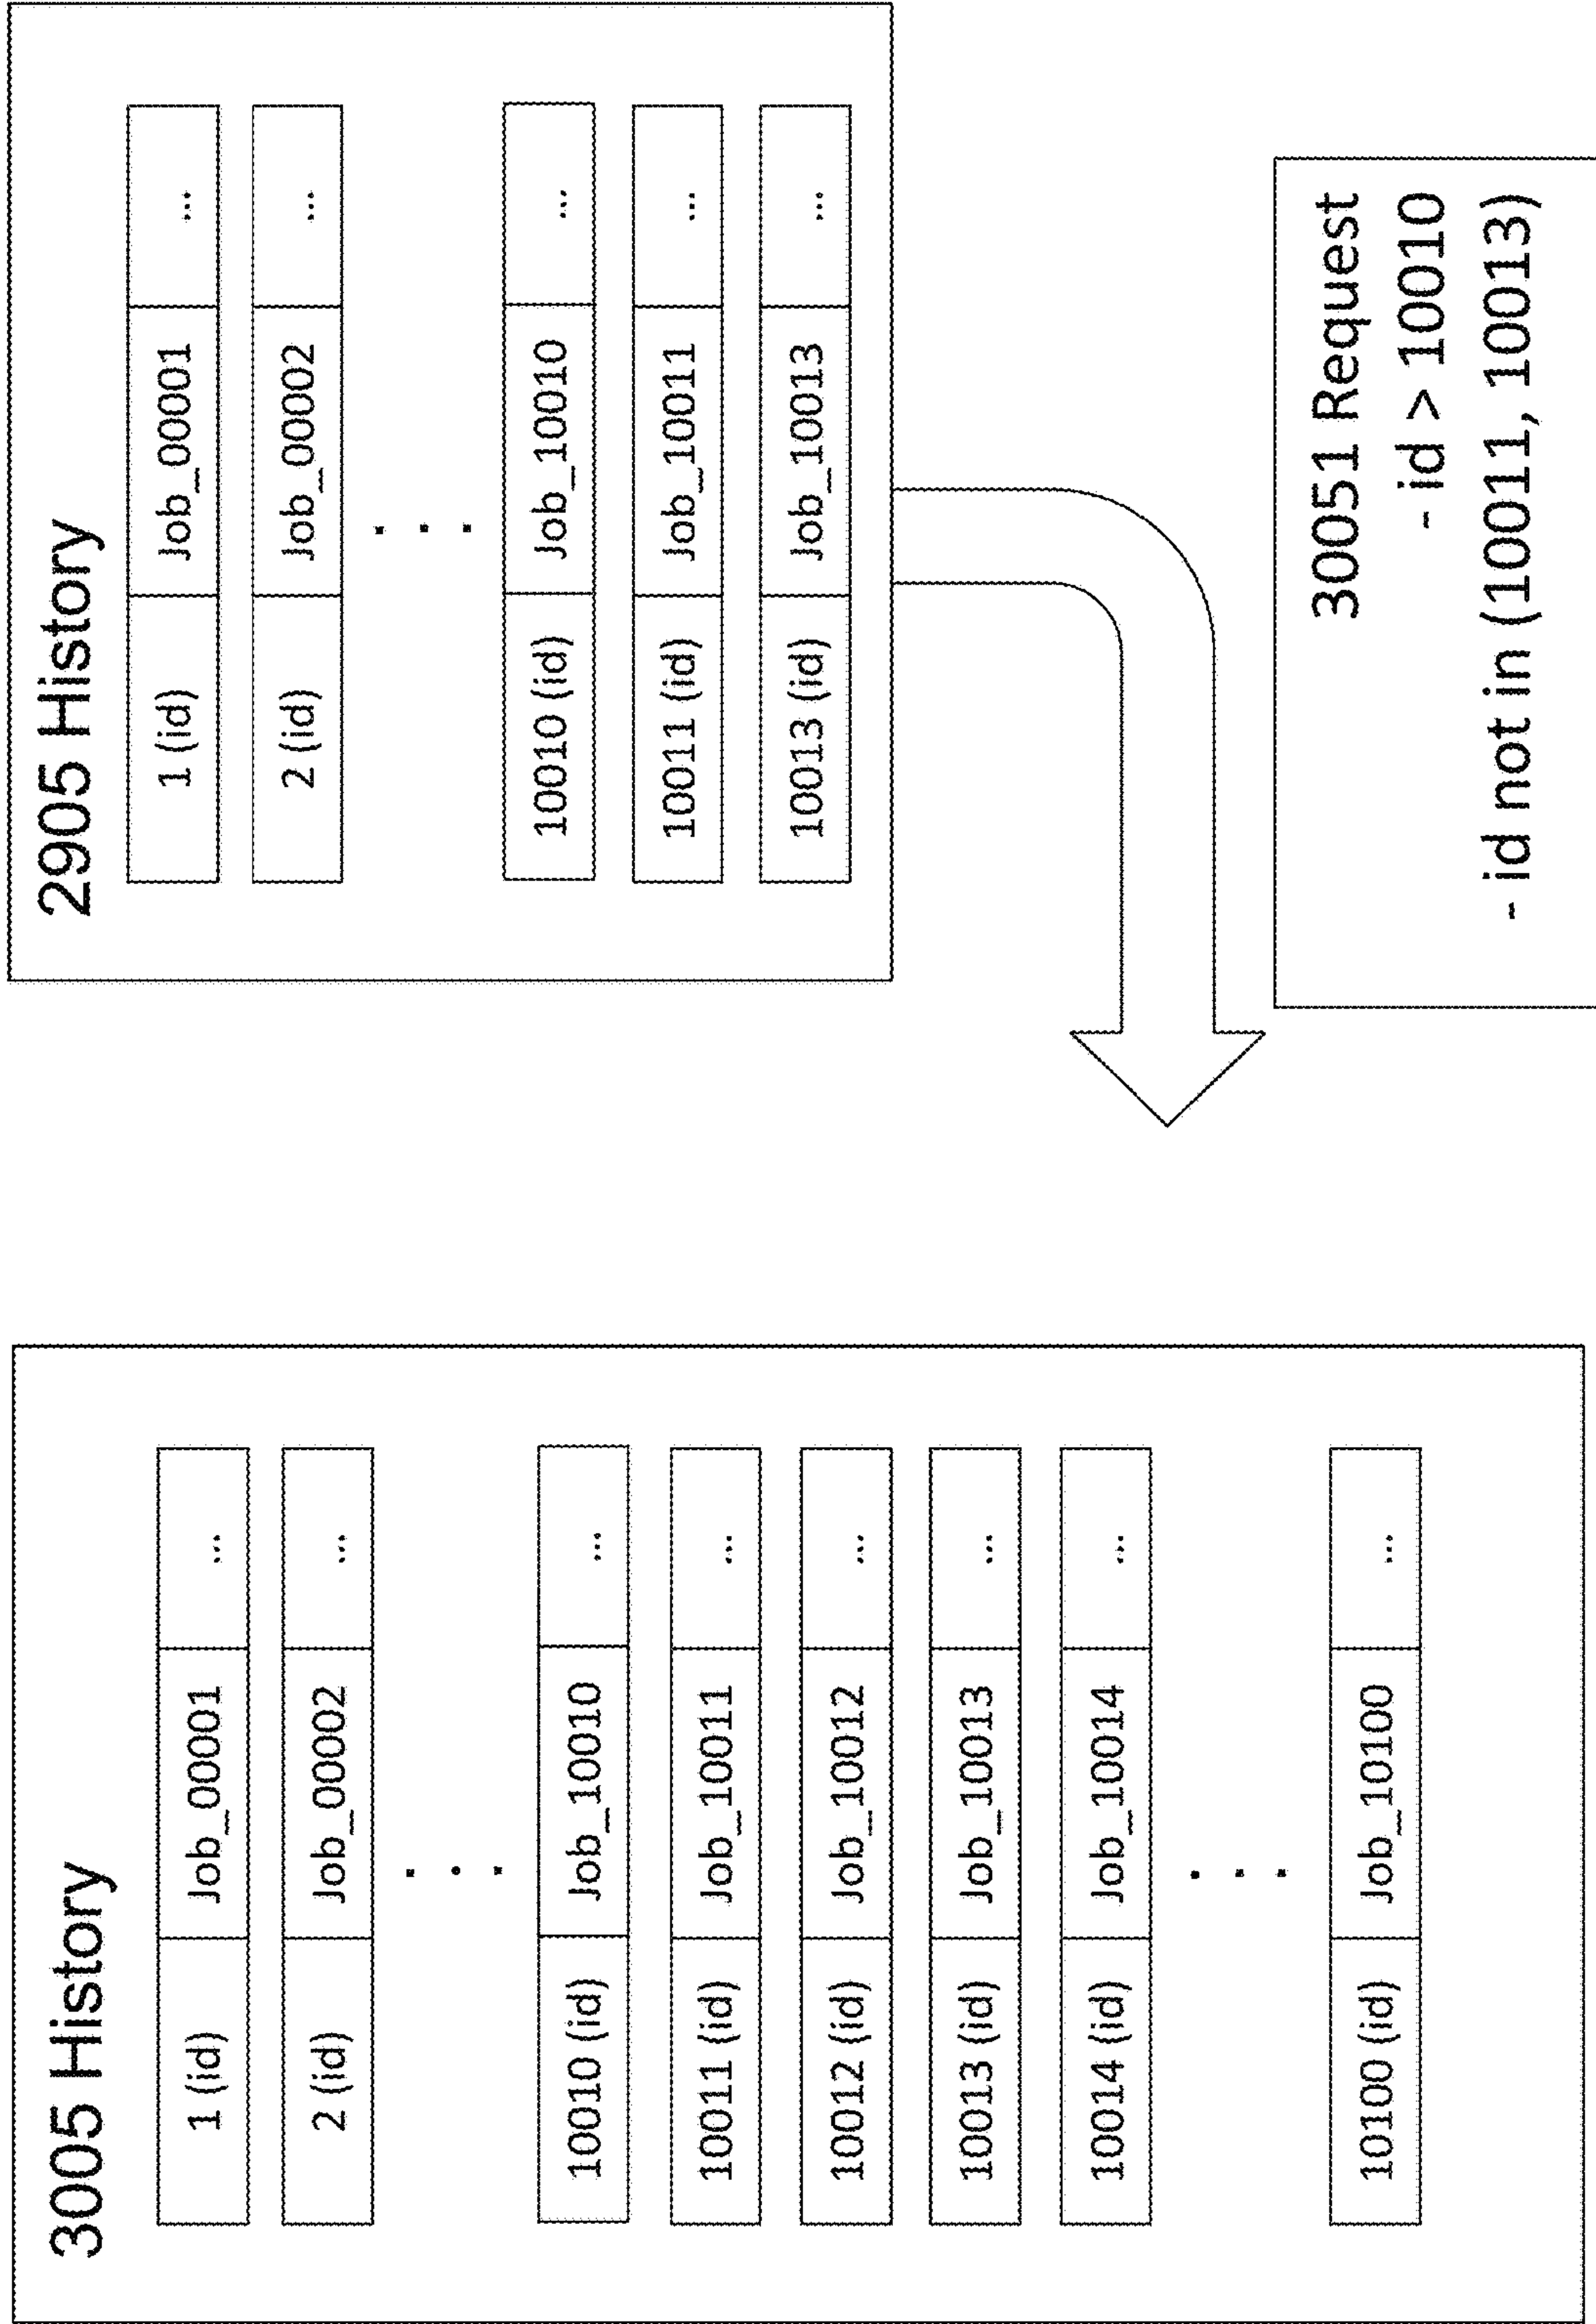 3005 History
1 (id) Job_00001 ...
2 (id) Job_00002 ...
. . .
10010 (id) Job_10010 ...
10011 (id) Job_10011 ...
10012 (id) Job_10012 ...
10013 (id) Job_10013 ...
10014 (id) Job_10014 ...
. . .
10100 (id) Job_10100 ...
2905 History
1 (id) Job_00001 ...
2 (id) Job_00002 ...
. . .
10010 (id) Job_10010 ...
10011 (id) Job_10011 ...
10013 (id) Job_10013 ...
30051 Request
- id > 10010
- id not in (10011, 10013)